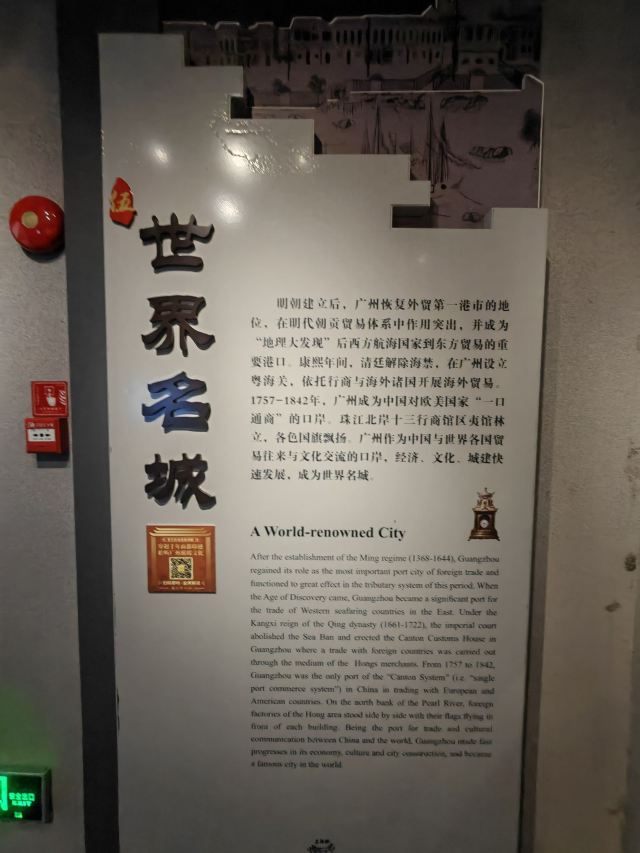 伍
世界名城
明朝建立后，广州恢复外贸第一港市的地
位，在明代朝贡贸易体系中作用突出，并成为
“地理大发现”后西方航海国家到东方贸易的重
要港口。康熙年间，清廷解除海禁，在广州设立
粤海关，依托行商与海外诸国开展海外贸易。
1757-1842年，广州成为中国对欧美国家“一口
通商”的口岸。珠江北岸十三行商馆区夷馆林
立，各色国旗飘扬。广州作为中国与世界各国贸
易往来与文化交流的口岸，经济、文化、城建快
速发展，成为世界名城。
A World-renowned City
After the establishment of the Ming regime (1368-1644), Guangzhou
regained its role as the most important port city of foreign trade and
functioned to great effect in the tributary system of this period. When
the Age of Discovery came, Guangzhou became a significant port for
the trade of Western seafaring countries in the East. Under the
Kangxi reign of the Qing dynasty (1661-1722), the imperial court
abolished the Sea Ban and erected the Canton Customs House in
Guangzhou where a trade with foreign countries was carried out
through the medium of the Hongs merchants. From 1757 to 1842,
Guangzhou was the only port of the “Canton System” (i.e. “single
port commerce system”) in China in trading with European and
American countries. On the north bank of the Pearl River, foreign
factories of the Hong area stood side by side with their flags flying in
front of each building. Being the port for trade and cultural
communication between China and the world, Guangzhou made fast
progresses in its economy, culture and city construction, and became
a famous city in the world.
安全出口